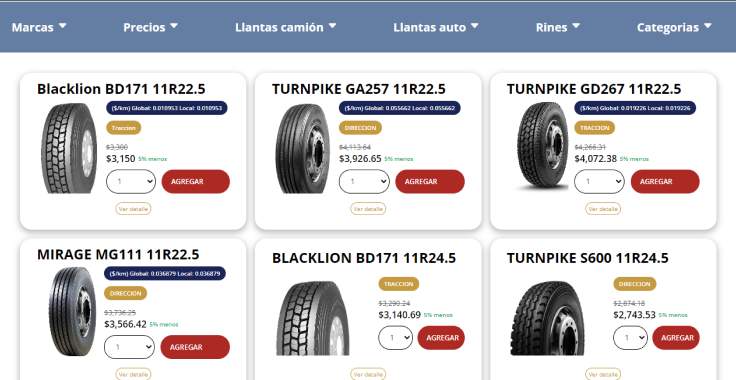 Marcas Precios Llantas camión Llantas auto Rines Categorias
Blacklion BD171 11R22.5
($/km) Global: 0.010953 Local: 0.010953
Traccion
$3,300
$3,150 5% menos
1 AGREGAR
Ver detalle
TURNPIKE GA257 11R22.5
($/km) Global: 0.055662 Local: 0.055662
DIRECCIÓN
$4,113.64
$3,926.65 5% menos
1 AGREGAR
Ver detalle
TURNPIKE GD267 11R22.5
($/km) Global: 0.019226 Local: 0.019226
TRACCION
$4,266.31
$4,072.38 5% menos
1 AGREGAR
Ver detalle
MIRAGE MG111 11R22.5
($/km) Global: 0.036879 Local: 0.036879
DIRECCIÓN
$3,736.25
$3,566.42 5% menos
1 AGREGAR
Ver detalle
BLACKLION BD171 11R24.5
TRACCION
$3,290.24
$3,140.69 5% menos
1 AGREGAR
Ver detalle
TURNPIKE S600 11R24.5
DIRECCION
$2,874.18
$2,743.53 5% menos
1 AGREGAR
Ver detalle